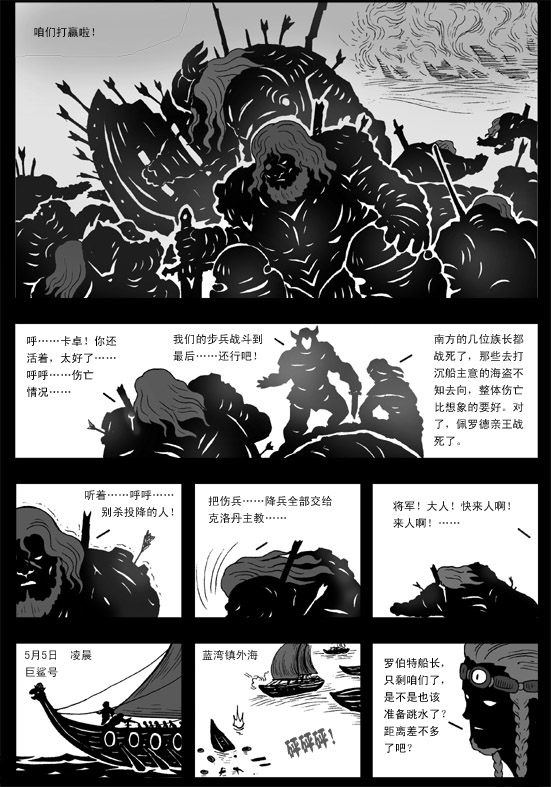 咱们打赢啦！
呼……卡卓！你还
活着，太好了……
呼呼……伤亡
情况……
我们的步兵战斗到
最后……还行吧！
南方的几位族长都
战死了，那些去打
沉船主意的海盗不
知去向，整体伤亡
比想象的要好。对
了，佩罗德亲王战
死了。
听着……呼呼……
别杀投降的人！
把伤兵……降兵全部交给
克洛丹主教……
将军！大人！快来人啊！
来人啊！……
5月5日 凌晨
巨鲨号
蓝湾镇外海
砰砰砰！
罗伯特船长，
只剩咱们了，
是不是也该
准备跳水了？
距离差不多
了吧？